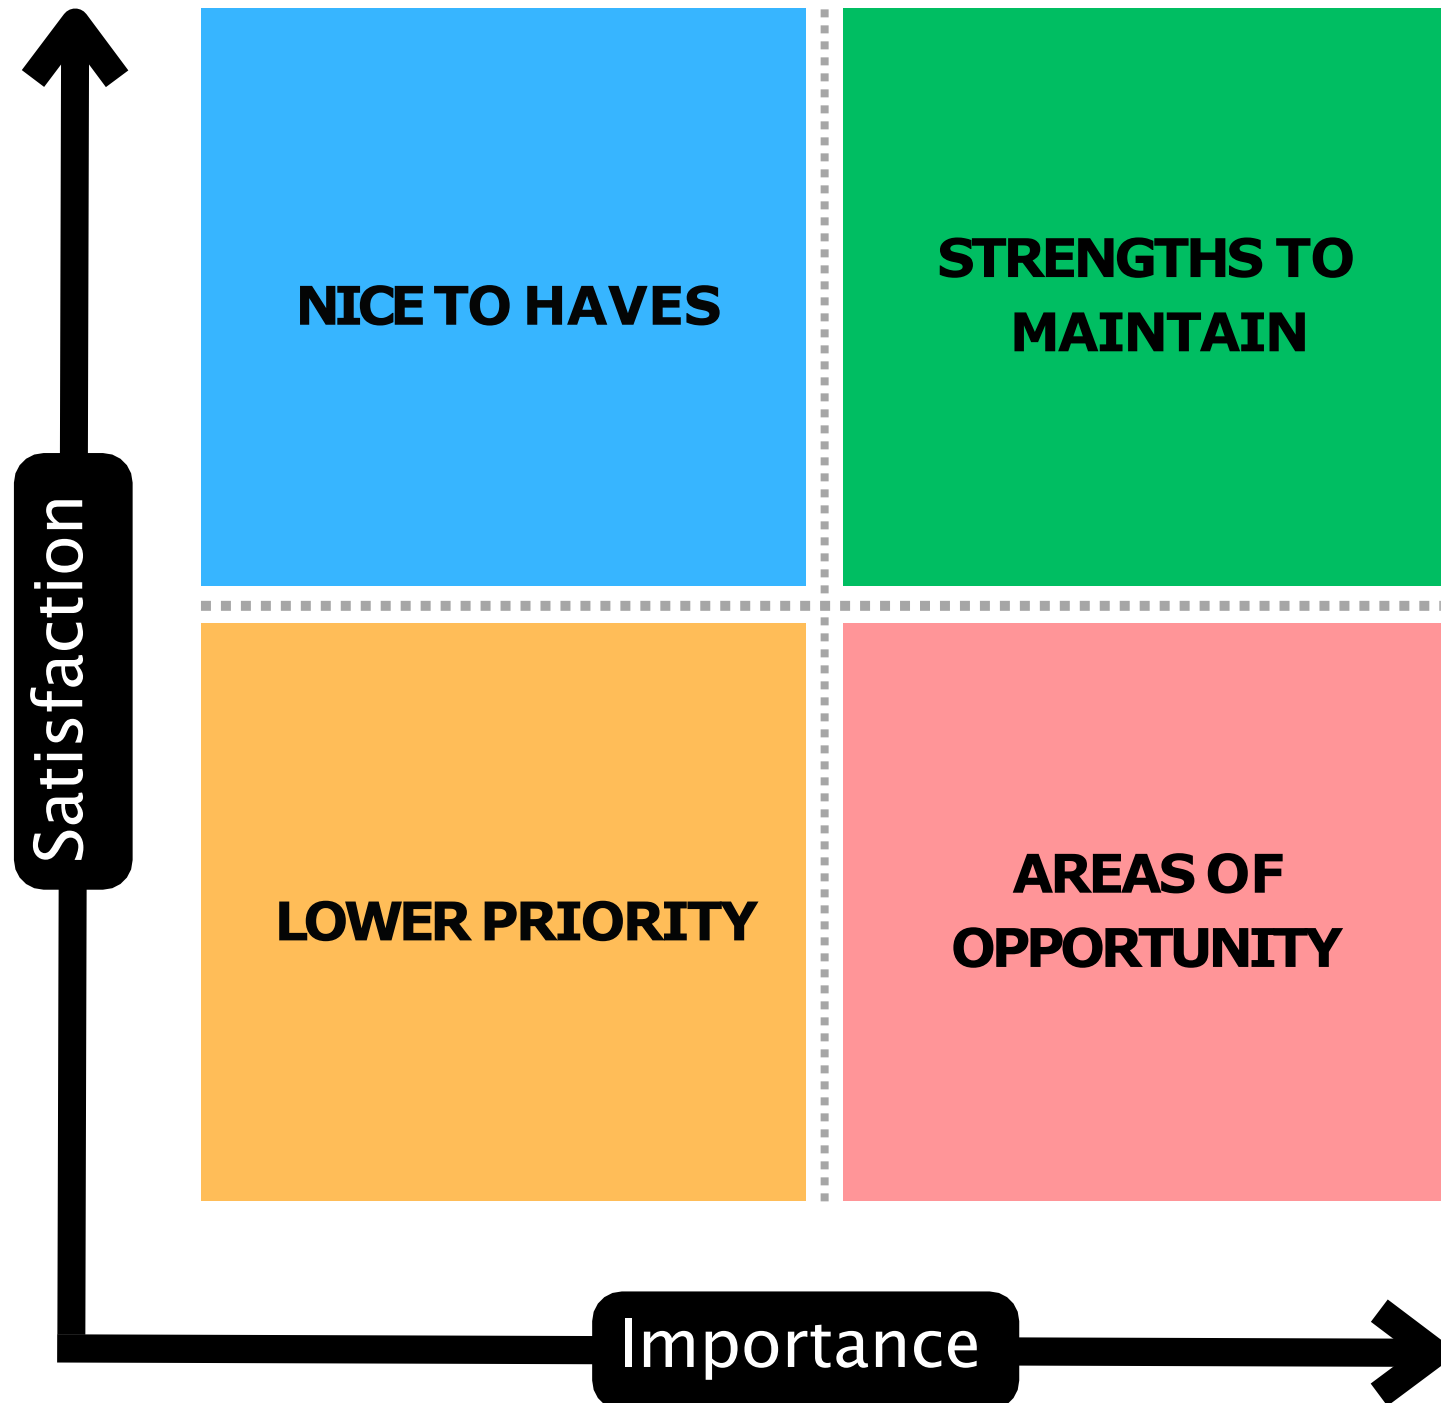 NICE TO HAVES
STRENGTHS TO
MAINTAIN
Satisfaction
LOWER PRIORITY
AREAS OF
OPPORTUNITY
Importance